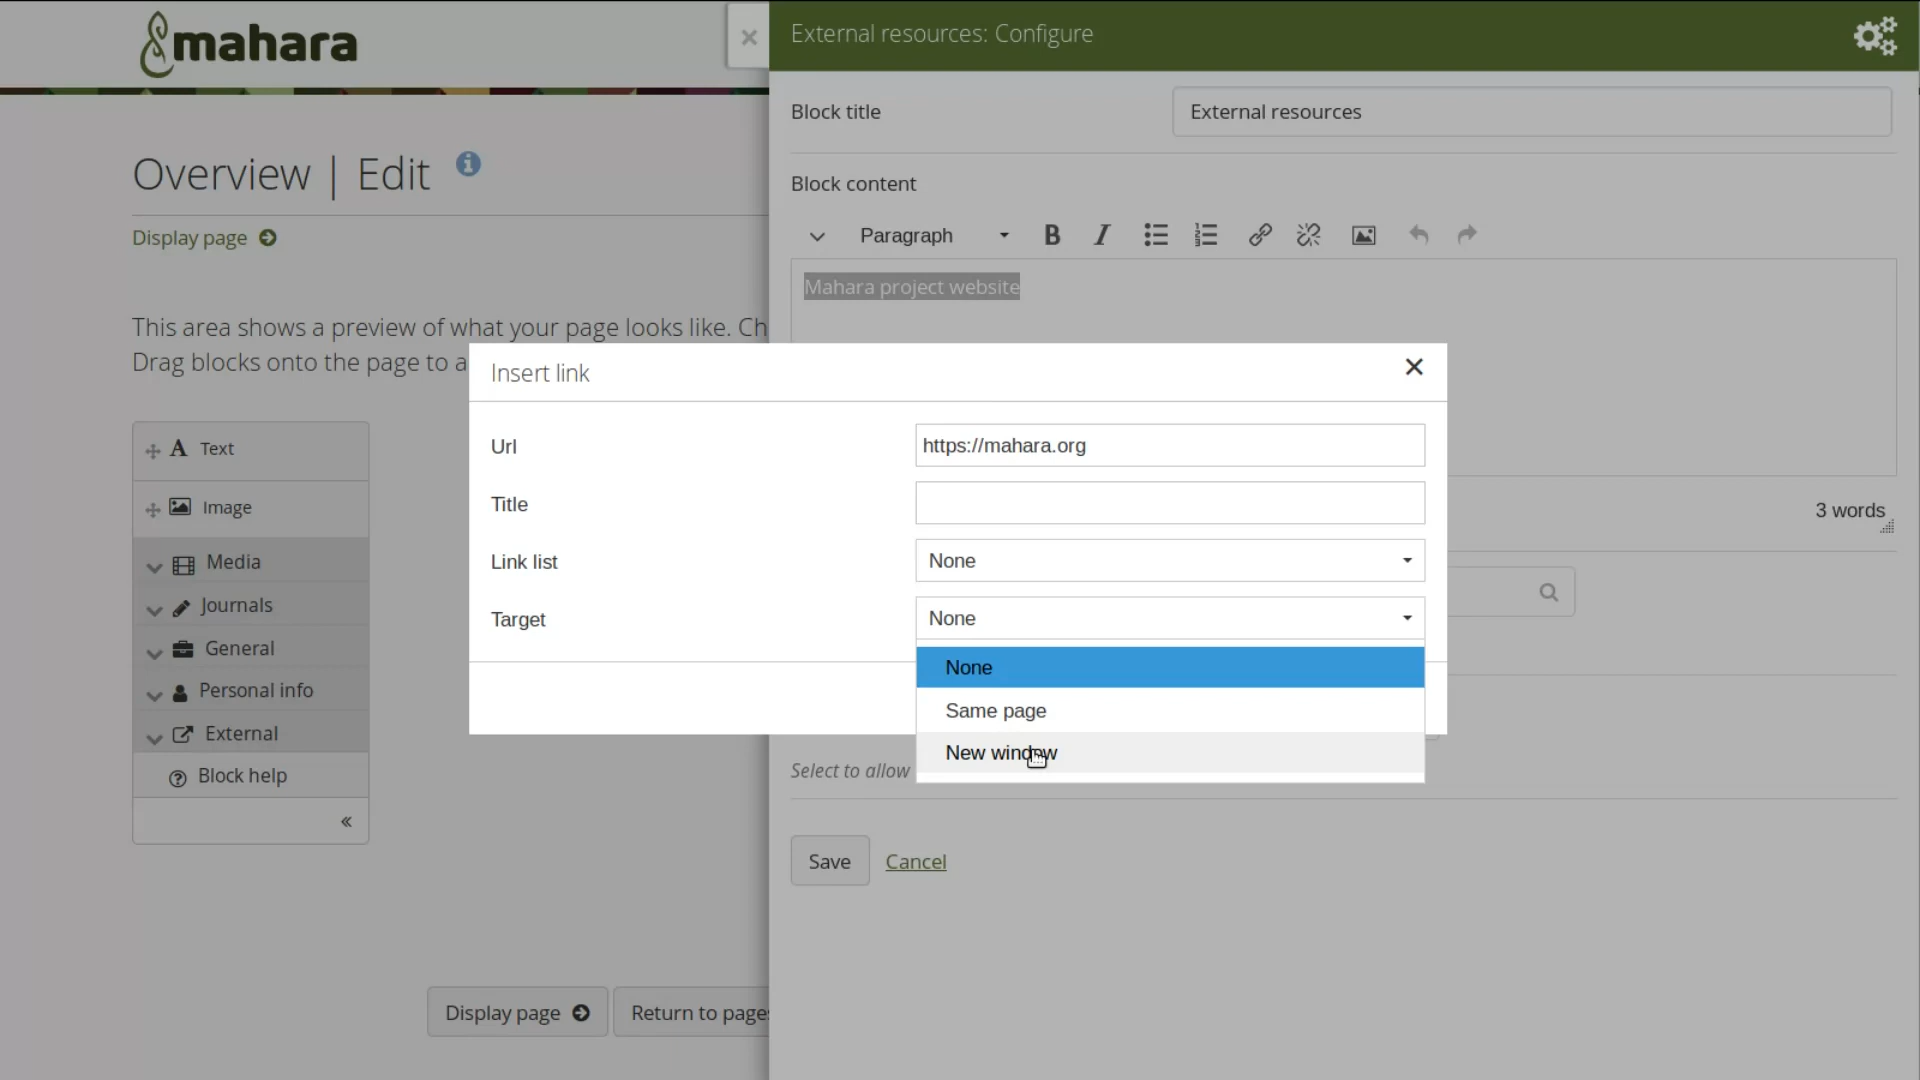 mahara
External resources: Configure
Block title
External resources
Overview | Edit
Display page
Block content
Paragraph
Mahara project website
This area shows a preview of what your page looks like. Ch
Drag blocks onto the page to a
Insert link
Url
https://mahara.org
Title
Link list
None
Target
None
None
Same page
New window
3 words
Text
Image
Media
Journals
General
Personal info
External
Block help
Select to allow
Save
Cancel
Display page
Return to pages